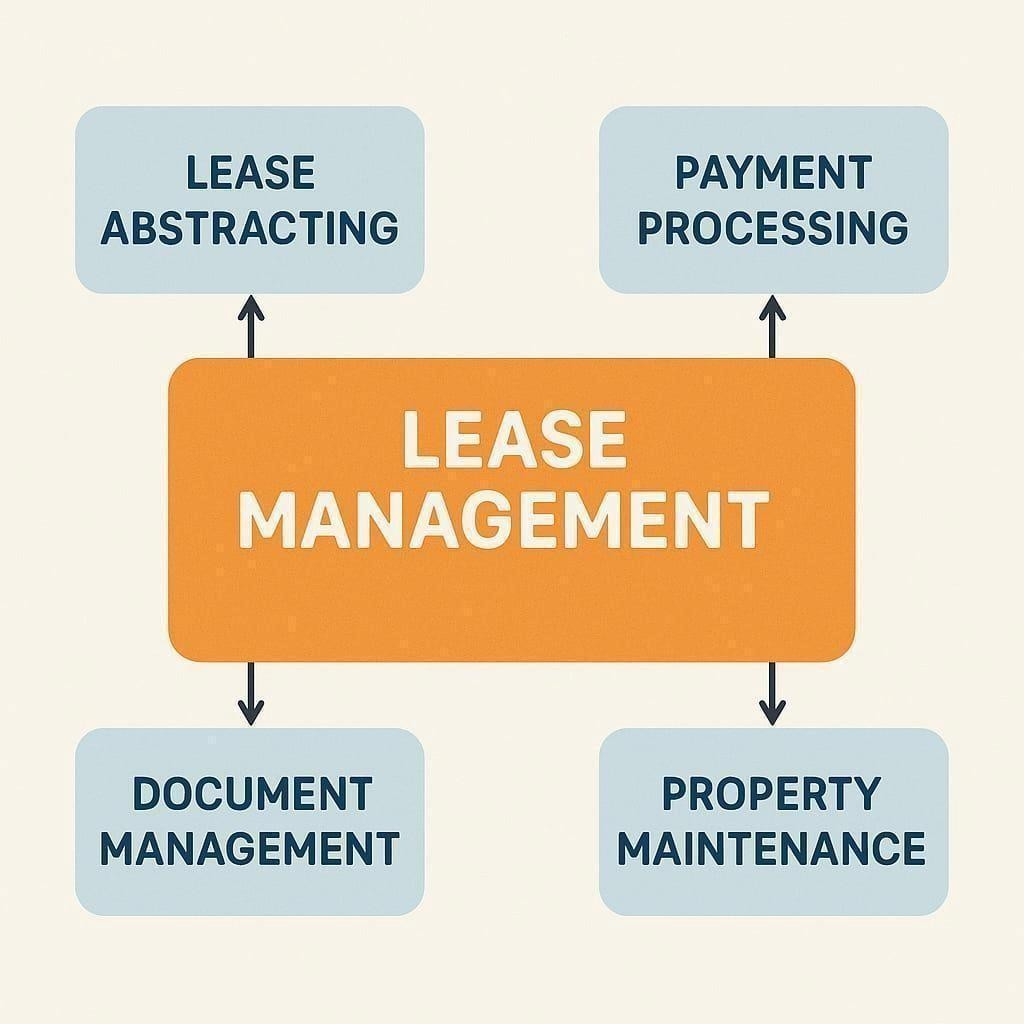 LEASE
ABSTRACTING
PAYMENT
PROCESSING
LEASE
MANAGEMENT
DOCUMENT
MANAGEMENT
PROPERTY
MAINTENANCE